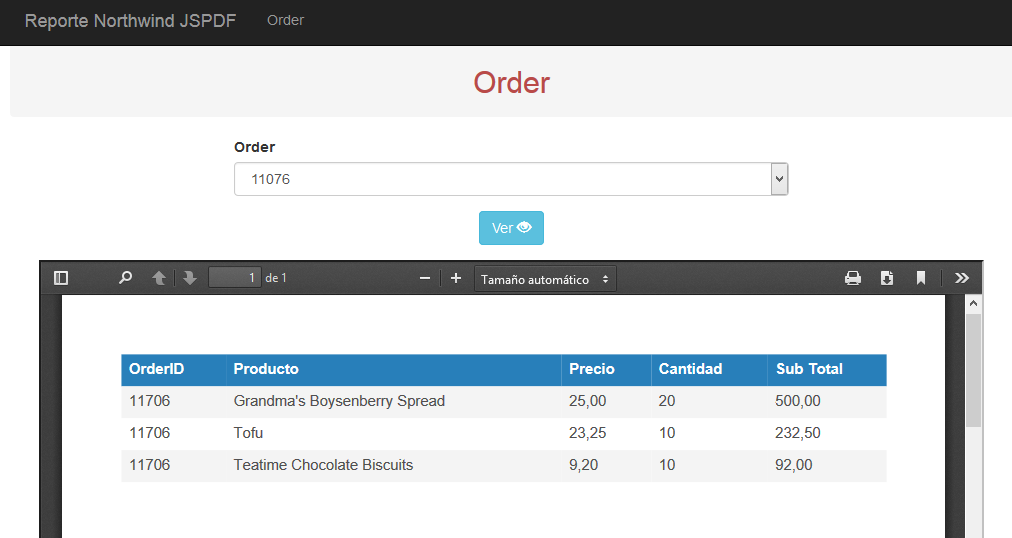 Reporte Northwind JSPDF Order
Order
Order
11076
Ver
1 de 1 Tamaño automático
OrderID Producto Precio Cantidad Sub Total
11706 Grandma's Boysenberry Spread 25,00 20 500,00
11706 Tofu 23,25 10 232,50
11706 Teatime Chocolate Biscuits 9,20 10 92,00